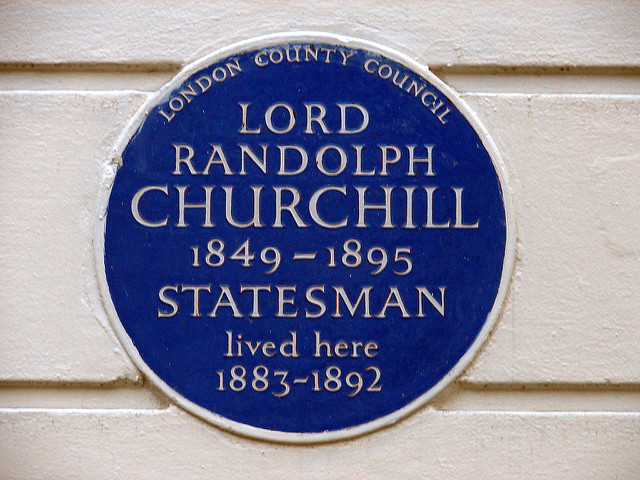 LONDON COUNTY COUNCIL
LORD
RANDOLPH
CHURCHILL
1849–1895
STATESMAN
lived here
1883–1892